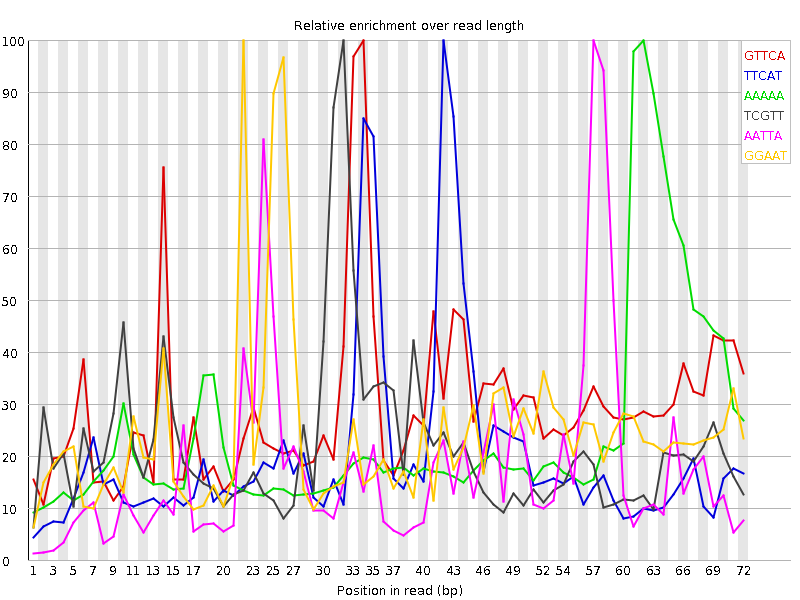 Relative enrichment over read length
100
90
80
70
60
50
40
30
20
10
0
GTTCA
TTCAT
AAAAA
TCGTT
AATTA
GGAAT
1 3 5 7 9 11 13 15 17 20 23 25 27 30 33 35 37 40 43 46 49 52 54 57 60 63 66 69 72
Position in read (bp)